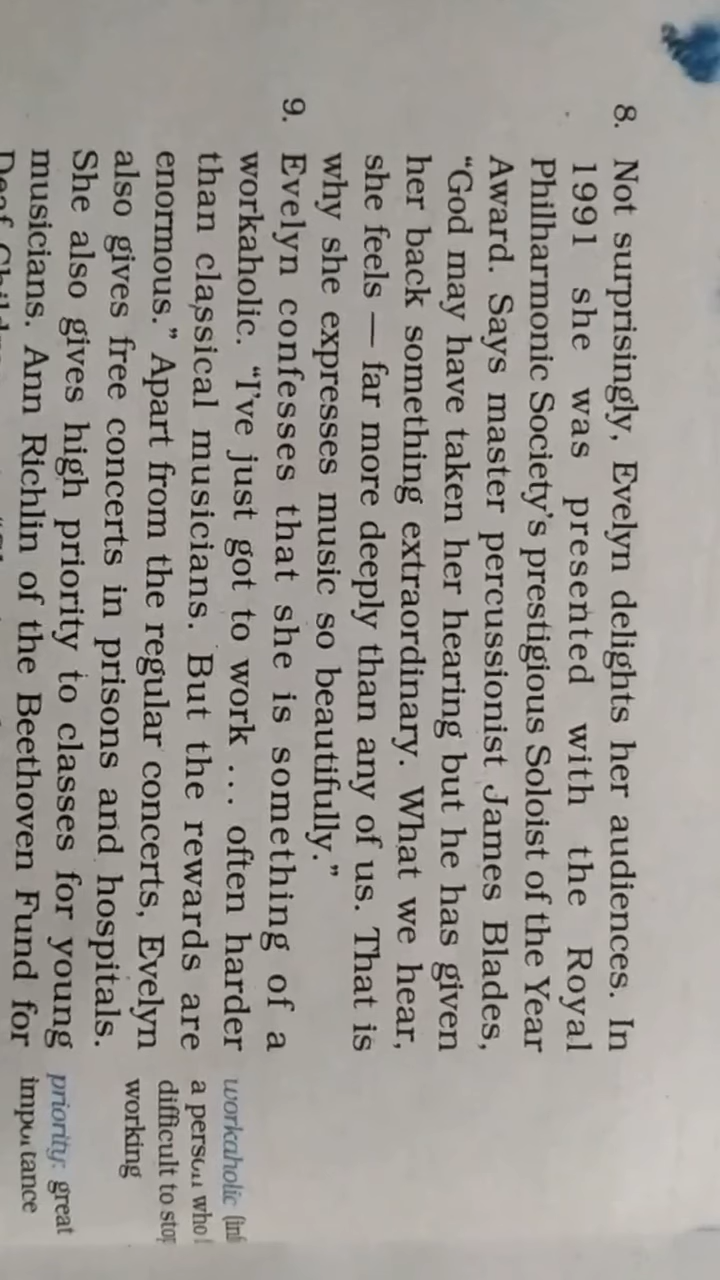 8. Not surprisingly, Evelyn delights her audiences. In
1991 she was presented with the Royal
Philharmonic Society's prestigious Soloist of the Year
Award. Says master percussionist James Blades,
“God may have taken her hearing but he has given
her back something extraordinary. What we hear,
she feels — far more deeply than any of us. That is
why she expresses music so beautifully.”
9. Evelyn confesses that she is something of a
workaholic. “I've just got to work ... often harder
than classical musicians. But the rewards are
enormous.” Apart from the regular concerts, Evelyn
also gives free concerts in prisons and hospitals.
She also gives high priority to classes for young
musicians. Ann Richlin of the Beethoven Fund for
Deaf
workaholic
a person who
difficult to stop
working
priority: great
importance